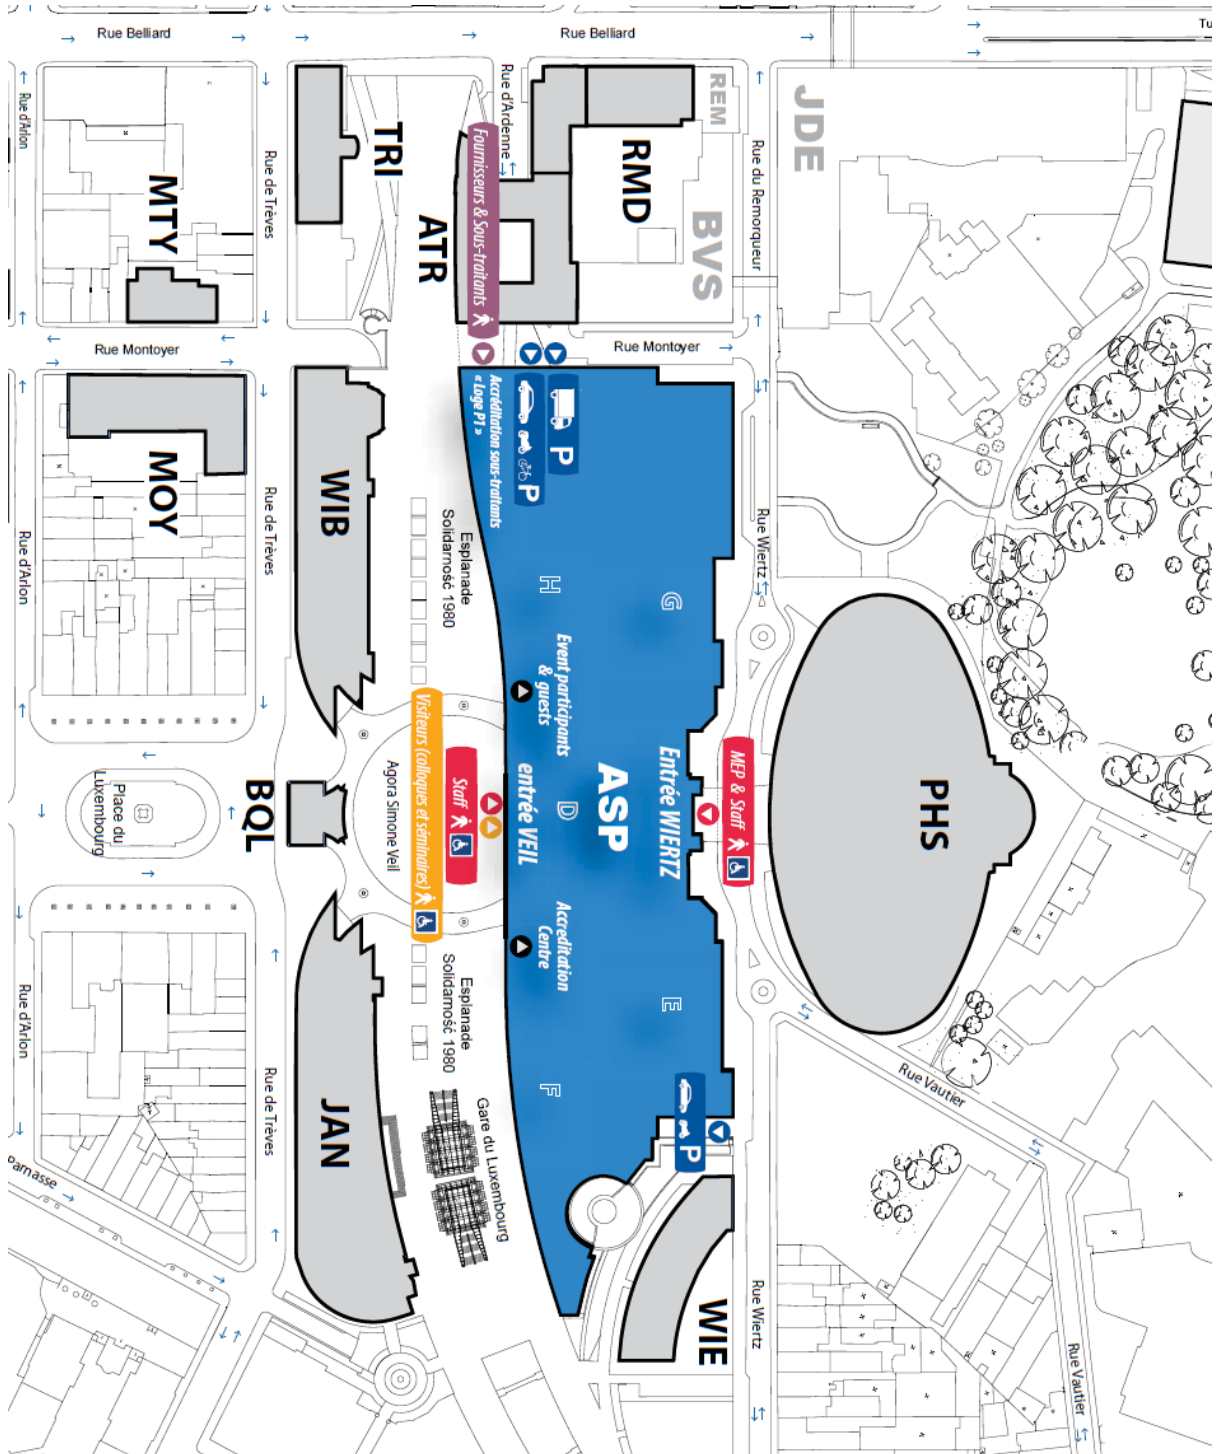 Rue Belliard
Rue Belliard
Tu
Rue d'Arlon
Rue de Trèves
MTY
TRI
ATR
Fournisseurs & Sous-traitants
Rue d'Ardenne
RMD
REM
BVS
Rue du Remorqueur
JDE
Rue Montoyer
Rue Montoyer
MOY
Rue d'Arlon
Rue de Trèves
WIB
Esplanade
Solidarność 1980
Accréditation sous-traitants
« Loge P1 »
P
P
H
G
Rue Wiertz
Event participants
& guests
ASP
D
entrée VEIL
Entrée WIERTZ
MEP & Staff
PHS
Visiteurs (colloques et séminaires)
Staff
Agora Simone Veil
BQL
Place du
Luxembourg
Accreditation
Centre
E
F
Esplanade
Solidarność 1980
Gare du Luxembourg
JAN
Rue d'Arlon
Rue de Trèves
Parnasse
P
WIE
Rue Wiertz
Rue Vautier
Rue Vautier